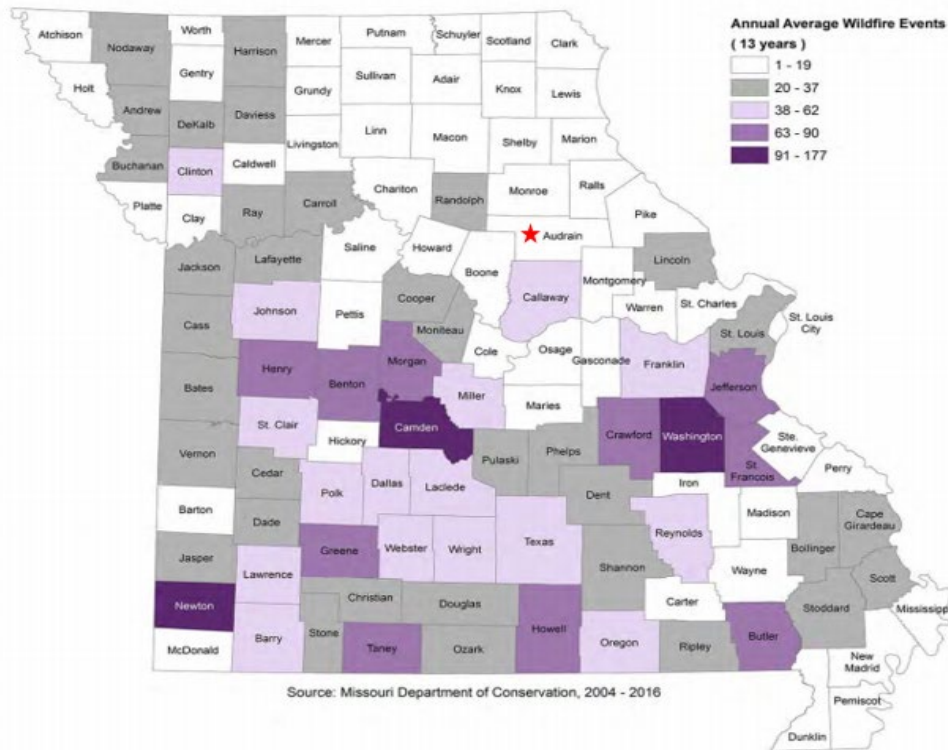 Annual Average Wildfire Events
( 13 years )
1 - 19
20 - 37
38 - 62
63 - 90
91 - 177
Atchison
Nodaway
Worth
Harrison
Mercer
Putnam
Schuyler
Scotland
Clark
Holt
Gentry
Sullivan
Adair
Knox
Lewis
Grundy
Andrew
DeKalb
Daviess
Livingston
Linn
Macon
Shelby
Marion
Buchanan
Clinton
Caldwell
Chariton
Randolph
Monroe
Ralls
Pike
Platte
Clay
Ray
Carroll
Saline
Howard
Boone
Audrain
Jackson
Lafayette
Cooper
Callaway
Montgomery
Lincoln
Johnson
Pettis
Moniteau
Warren
St. Charles
St. Louis
City
St. Louis
Cass
Cole
Osage
Gasconade
Franklin
Jefferson
Bates
Henry
Benton
Morgan
Miller
Maries
St. Clair
Hickory
Camden
Pulaski
Phelps
Crawford
Washington
Ste.
Genevieve
St.
Francois
Perry
Vernon
Cedar
Polk
Dallas
Laclede
Dent
Iron
Madison
Cape
Girardeau
Barton
Dade
Greene
Webster
Wright
Texas
Reynolds
Bollinger
Jasper
Lawrence
Shannon
Wayne
Scott
Newton
Christian
Douglas
Howell
Carter
Stoddard
Mississipp
McDonald
Barry
Stone
Taney
Ozark
Oregon
Ripley
Butler
New
Madrid
Pemiscot
Dunklin
Source: Missouri Department of Conservation, 2004 - 2016